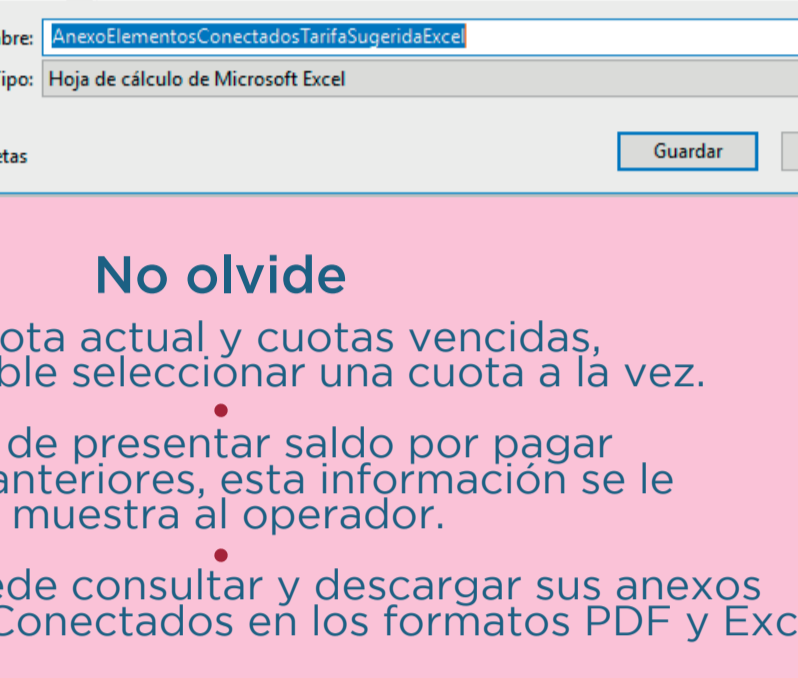 bre: AnexoElementosConectadosTarifaSugeridaExcel
ipo: Hoja de cálculo de Microsoft Excel
etas
Guardar
No olvide
ota actual y cuotas vencidas,
ble seleccionar una cuota a la vez.
•
de presentar saldo por pagar
anteriores, esta información se le
muestra al operador.
•
ede consultar y descargar sus anexos
Conectados en los formatos PDF y Exc